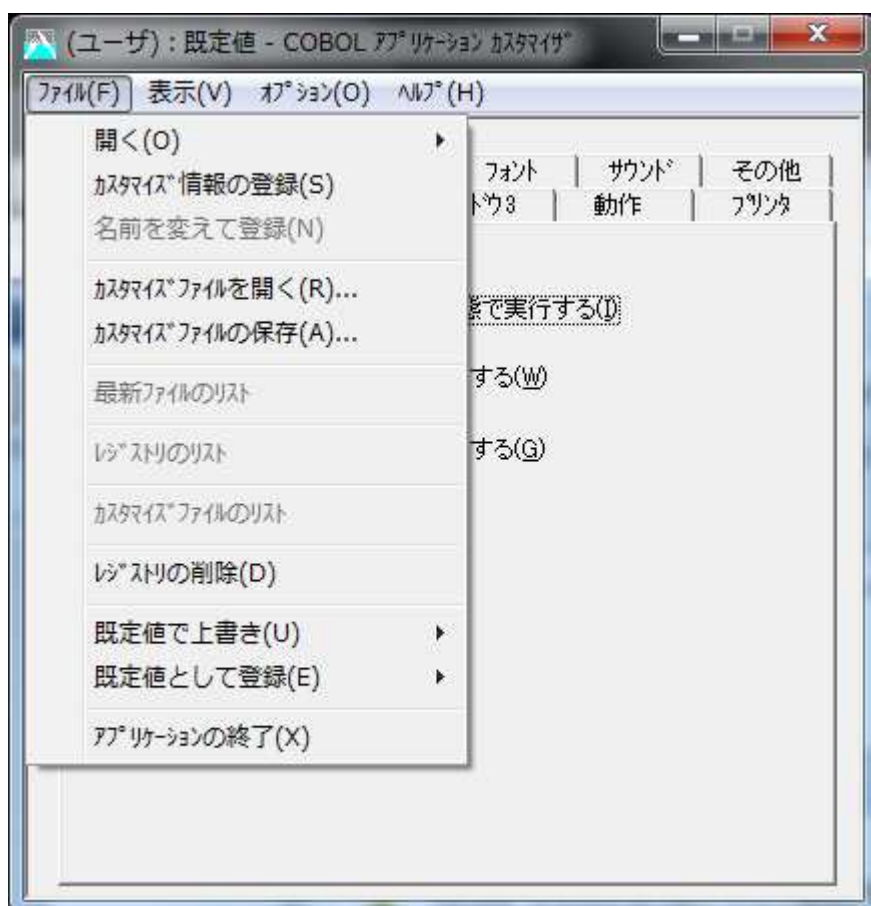 (ユーザ) : 既定値 - COBOL ｱﾌﾟﾘｹｰｼｮﾝ ｶｽﾀﾏｲｻﾞ
ﾌｧｲﾙ(F) 表示(V) ｵﾌﾟｼｮﾝ(O) ﾍﾙﾌﾟ(H)
開く(O)
ｶｽﾀﾏｲｽﾞ情報の登録(S)
名前を変えて登録(N)
ｶｽﾀﾏｲｽﾞﾌｧｲﾙを開く(R)...
ｶｽﾀﾏｲｽﾞﾌｧｲﾙの保存(A)...
最新ﾌｧｲﾙのﾘｽﾄ
ﾚｼﾞｽﾄﾘのﾘｽﾄ
ｶｽﾀﾏｲｽﾞﾌｧｲﾙのﾘｽﾄ
ﾚｼﾞｽﾄﾘの削除(D)
既定値で上書き(U)
既定値として登録(E)
ｱﾌﾟﾘｹｰｼｮﾝの終了(X)
ﾌｫﾝﾄ ｻｳﾝﾄﾞ その他
ﾄﾞｳ3 動作 ﾌﾟﾘﾝﾀ
で実行する(I)
する(W)
する(G)